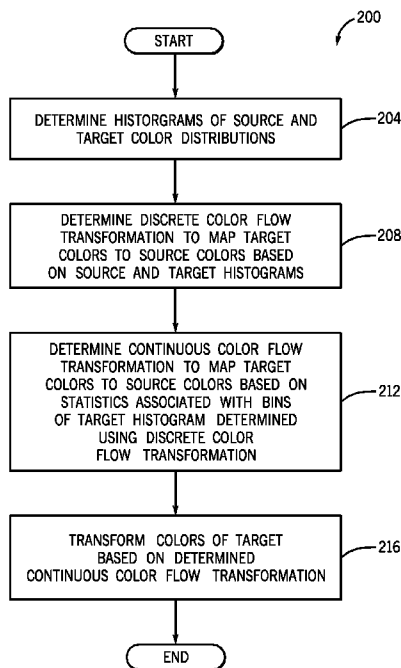 200
START
DETERMINE HISTORGRAMS OF SOURCE AND
TARGET COLOR DISTRIBUTIONS
204
DETERMINE DISCRETE COLOR FLOW
TRANSFORMATION TO MAP TARGET
COLORS TO SOURCE COLORS BASED
ON SOURCE AND TARGET HISTOGRAMS
208
DETERMINE CONTINUOUS COLOR FLOW
TRANSFORMATION TO MAP TARGET
COLORS TO SOURCE COLORS BASED ON
STATISTICS ASSOCIATED WITH BINS
OF TARGET HISTOGRAM DETERMINED
USING DISCRETE COLOR
FLOW TRANSFORMATION
212
TRANSFORM COLORS OF TARGET
BASED ON DETERMINED
CONTINUOUS COLOR FLOW TRANSFORMATION
216
END